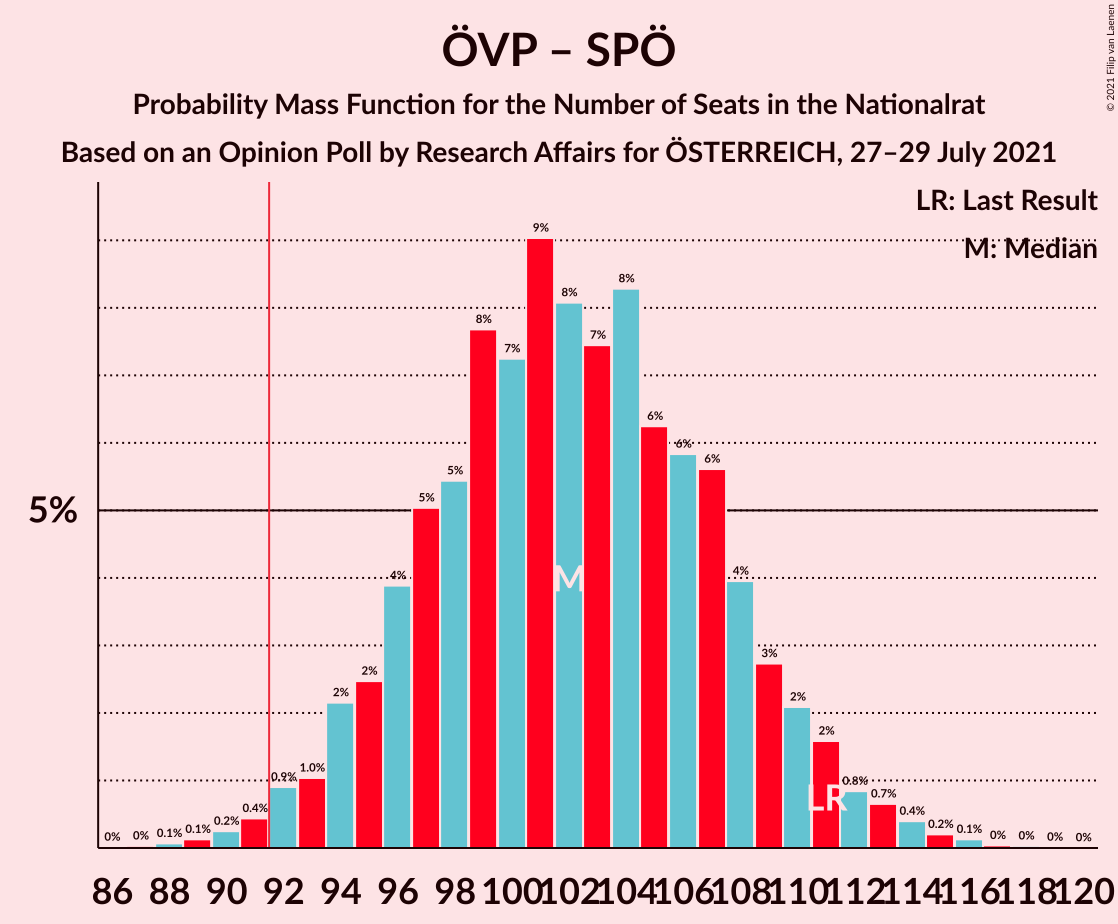 ÖVP – SPÖ
Probability Mass Function for the Number of Seats in the Nationalrat
Based on an Opinion Poll by Research Affairs for ÖSTERREICH, 27–29 July 2021
© 2021 Filip van Laenen
LR: Last Result
M: Median
5%
0% 0% 0.1% 0.1% 0.2% 0.4% 0.9% 1.0% 2% 2% 4% 5% 5% 8% 7% 9% 8% 7% 8% 6% 6% 6% 4% 3% 2% 2% 0.8% 0.7% 0.4% 0.2% 0.1% 0% 0% 0% 0%
M
LR
86 88 90 92 94 96 98 100 102 104 106 108 110 112 114 116 118 120